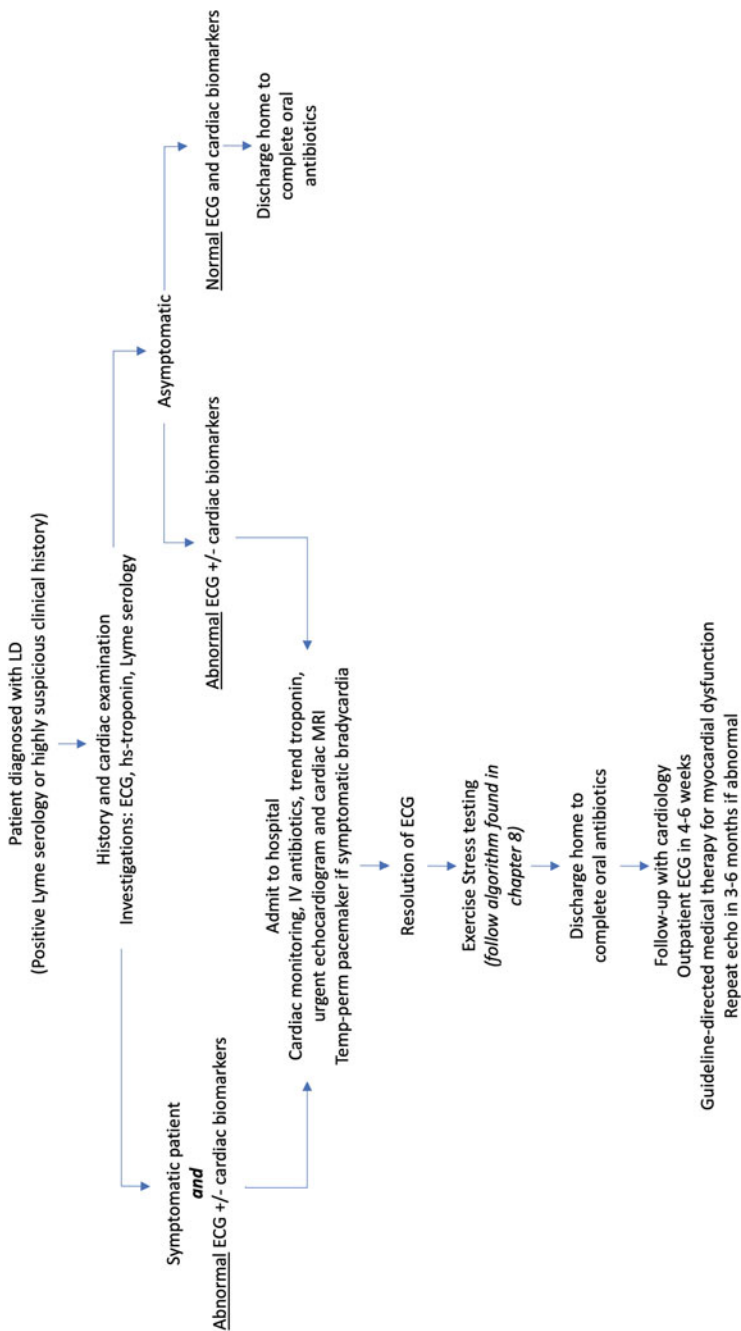 Patient diagnosed with LD
(Positive Lyme serology or highly suspicious clinical history)
History and cardiac examination
Investigations: ECG, hs-troponin, Lyme serology
Symptomatic patient
and
Abnormal ECG +/- cardiac biomarkers
Asymptomatic
Abnormal ECG +/- cardiac biomarkers
Normal ECG and cardiac biomarkers
Discharge home to
complete oral
antibiotics
Admit to hospital
Cardiac monitoring, IV antibiotics, trend troponin,
urgent echocardiogram and cardiac MRI
Temp-perm pacemaker if symptomatic bradycardia
Resolution of ECG
Exercise Stress testing
(follow algorithm found in
chapter 8)
Discharge home to
complete oral antibiotics
Follow-up with cardiology
Outpatient ECG in 4-6 weeks
Guideline-directed medical therapy for myocardial dysfunction
Repeat echo in 3-6 months if abnormal